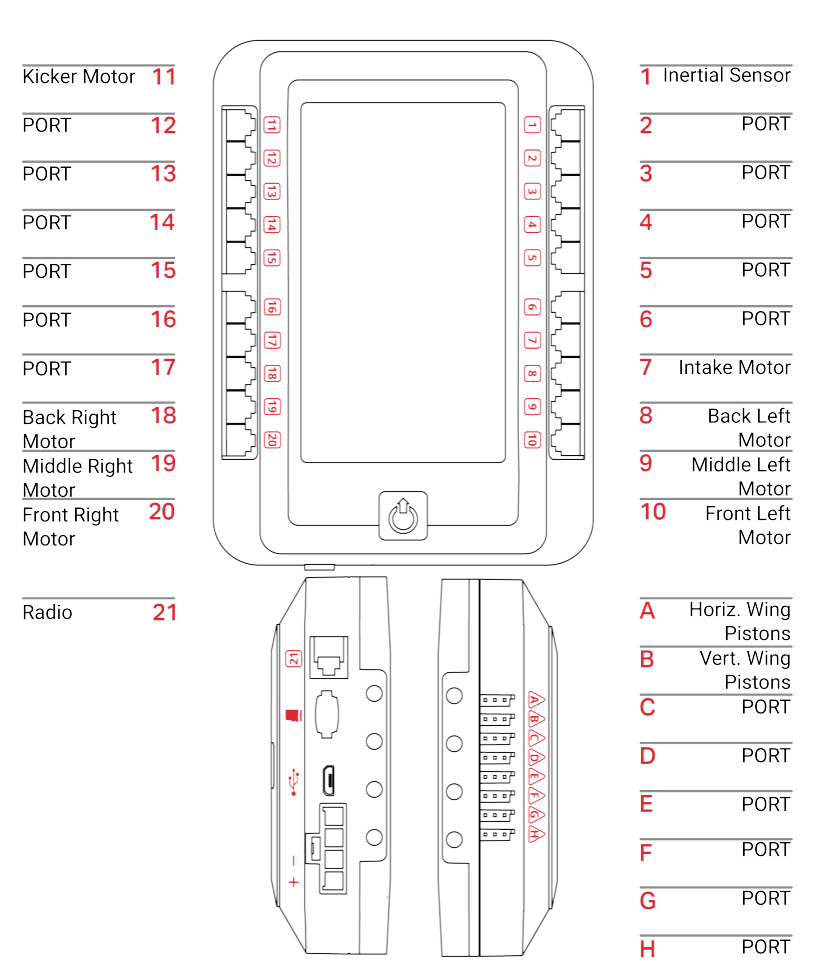 Kicker Motor 11
PORT 12
PORT 13
PORT 14
PORT 15
PORT 16
PORT 17
Back Right 18
Motor
Middle Right 19
Motor
Front Right 20
Motor
Radio 21
11
12
13
14
15
16
17
18
19
20
1
2
3
4
5
6
7
8
9
10
1 Inertial Sensor
2 PORT
3 PORT
4 PORT
5 PORT
6 PORT
7 Intake Motor
8 Back Left
Motor
9 Middle Left
Motor
10 Front Left
Motor
21
− +
A
B
C
D
E
F
G
H
A Horiz. Wing
Pistons
B Vert. Wing
Pistons
C PORT
D PORT
E PORT
F PORT
G PORT
H PORT